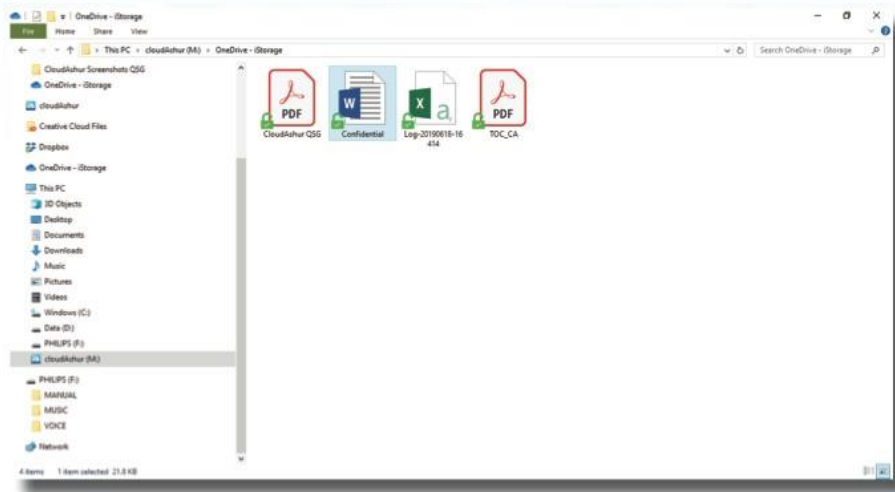 OneDrive - iStorage
File Home Share View
This PC cloudAshur (M:) OneDrive - iStorage
Search OneDrive - iStorage
CloudAshur Screenshots QSG
OneDrive - iStorage
cloudAshur
Creative Cloud Files
Dropbox
OneDrive - iStorage
This PC
3D Objects
Desktop
Documents
Downloads
Music
Pictures
Videos
Windows (C:)
Data (D:)
PHILIPS (F:)
cloudAshur (M:)
PHILIPS (F:)
MANUAL
MUSIC
VOICE
Network
PDF
CloudAshur QSG
W
Confidential
X a
Log-20190618-16
414
PDF
TOC_CA
4 items 1 item selected 21.8 KB